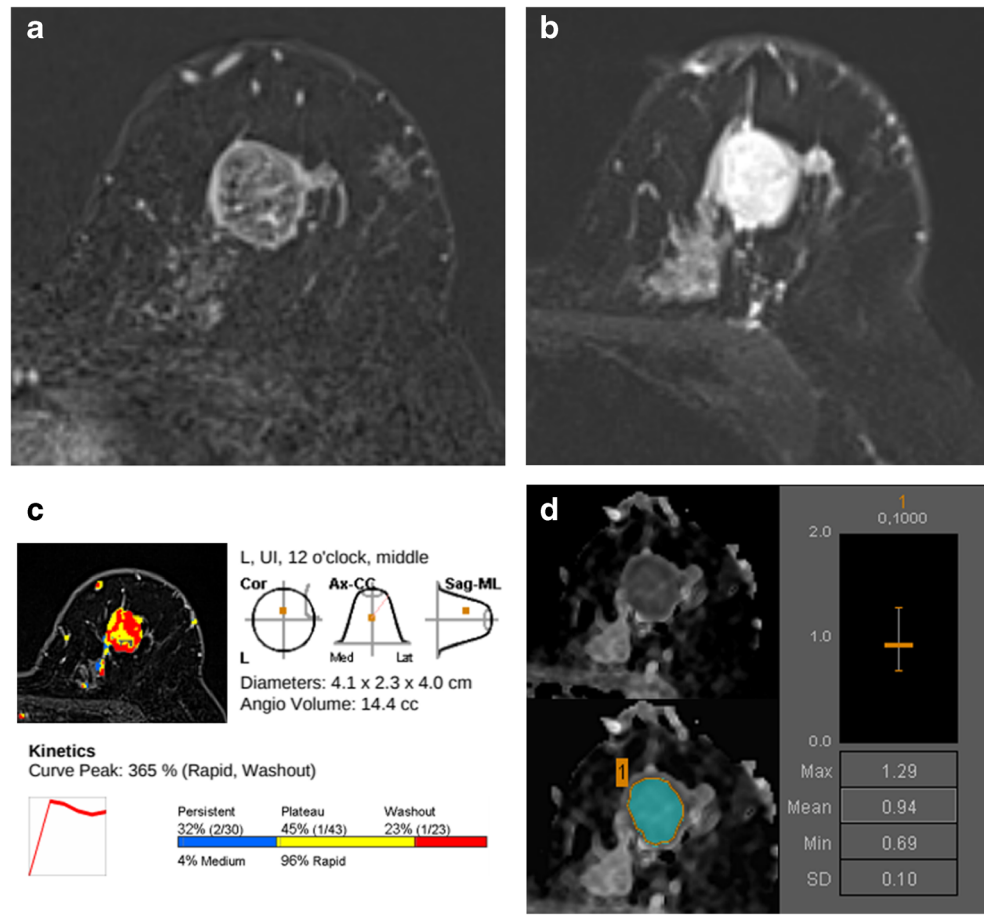 a
b
c
L, UI, 12 o'clock, middle
Cor Ax-CC Sag-ML
L Med Lat
Diameters: 4.1 x 2.3 x 4.0 cm
Angio Volume: 14.4 cc
Kinetics
Curve Peak: 365 % (Rapid, Washout)
Persistent Plateau Washout
32% (2/30) 45% (1/43) 23% (1/23)
4% Medium 96% Rapid
d
1
0,1000
2.0
1.0
0.0
1
Max 1.29
Mean 0.94
Min 0.69
SD 0.10